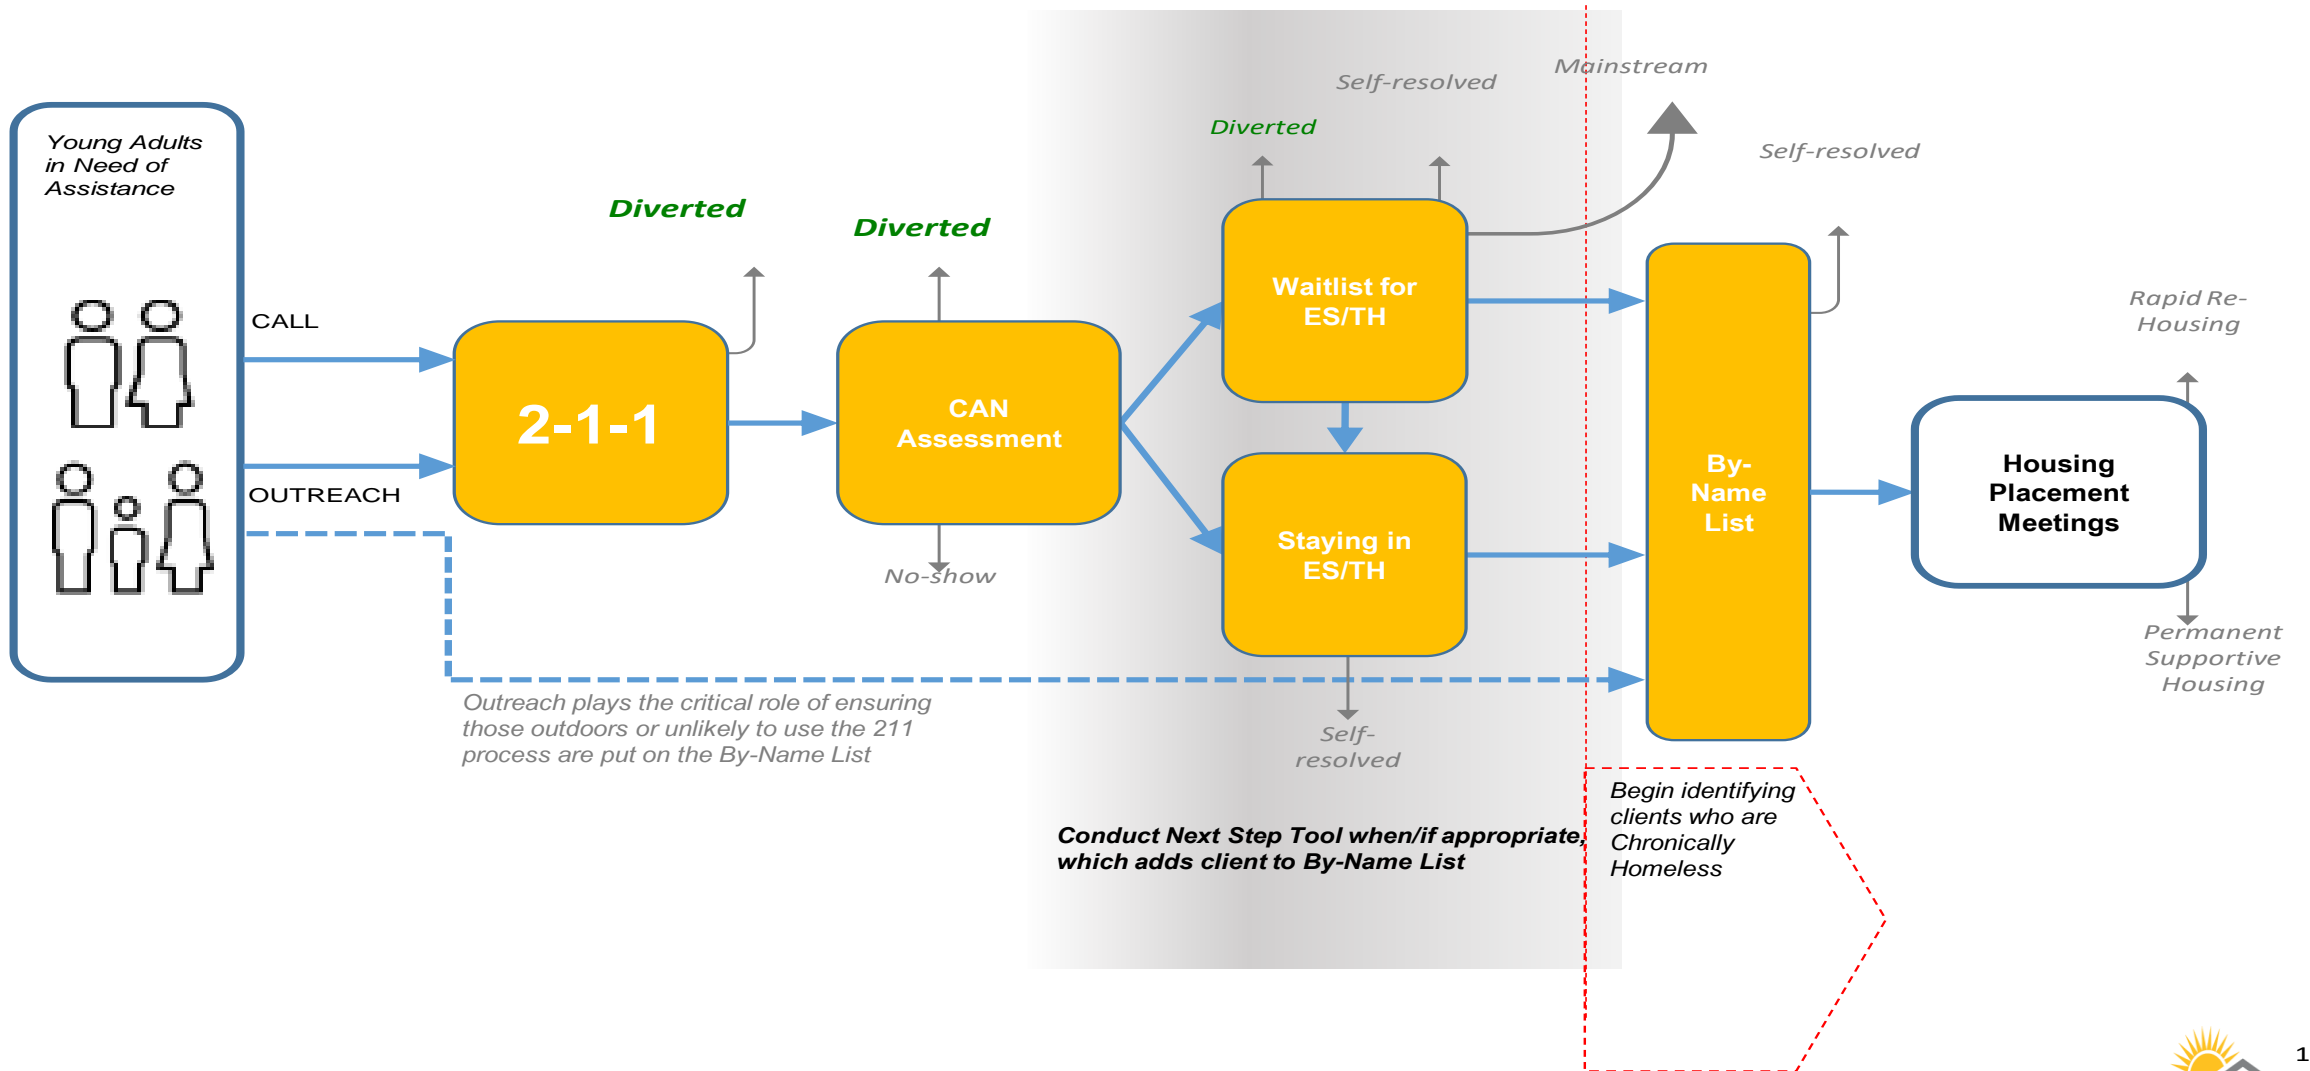 Young Adults
in Need of
Assistance
CALL
OUTREACH
2-1-1
Diverted
CAN
Assessment
Diverted
No-show
Outreach plays the critical role of ensuring
those outdoors or unlikely to use the 211
process are put on the By-Name List
Diverted
Self-resolved
Mainstream
Waitlist for
ES/TH
Staying in
ES/TH
Self-
resolved
Conduct Next Step Tool when/if appropriate,
which adds client to By-Name List
Self-resolved
By-
Name
List
Begin identifying
clients who are
Chronically
Homeless
Housing
Placement
Meetings
Rapid Re-
Housing
Permanent
Supportive
Housing
1